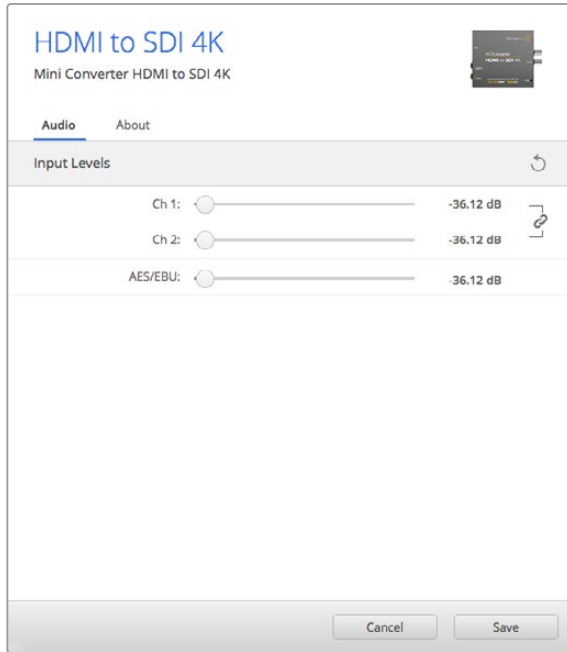 HDMI to SDI 4K
Mini Converter HDMI to SDI 4K
Audio About
Input Levels
Ch 1: -36.12 dB
Ch 2: -36.12 dB
AES/EBU: -36.12 dB
Cancel Save